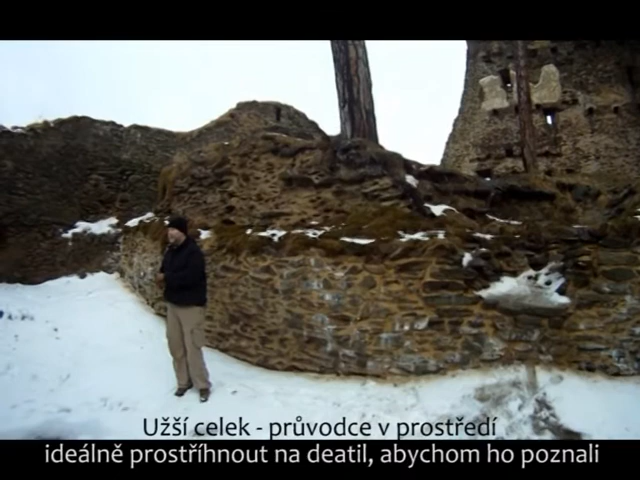 Užší celek - průvodce v prostředí
ideálně prostříhnout na deatil, abychom ho poznali